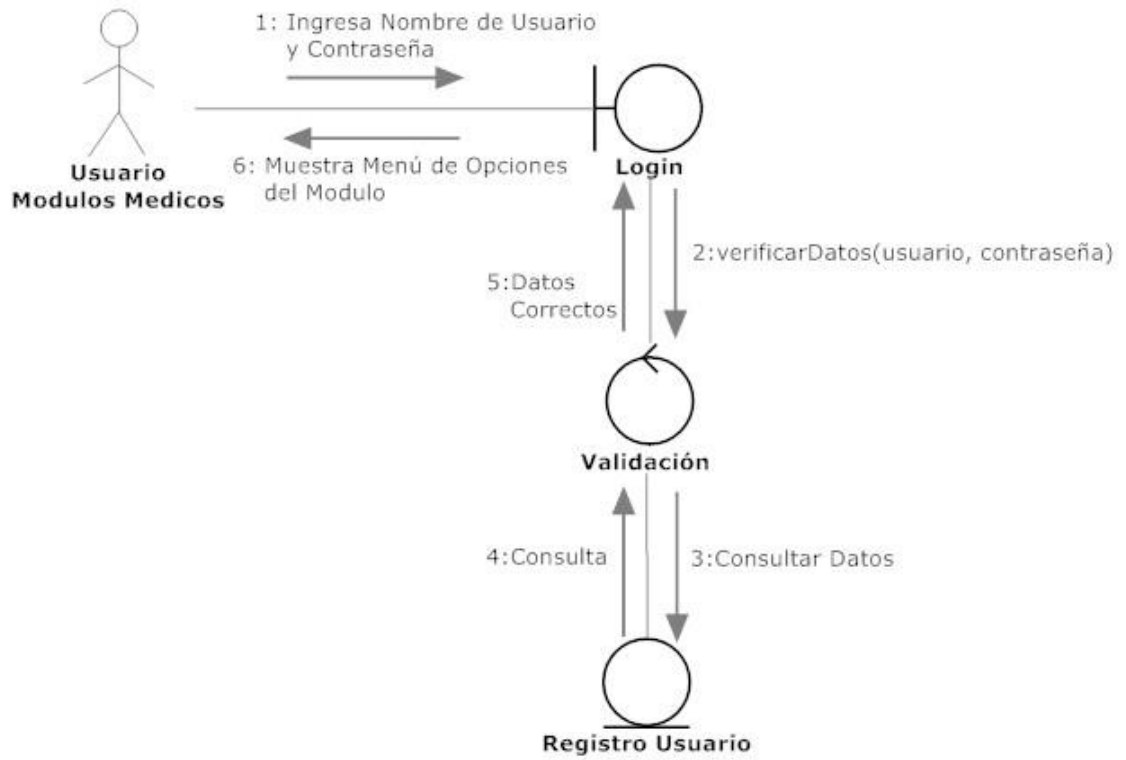 1: Ingresa Nombre de Usuario
y Contraseña
6: Muestra Menú de Opciones
del Modulo
Usuario
Modulos Medicos
Login
2:verificarDatos(usuario, contraseña)
5:Datos
Correctos
Validación
4:Consulta
3:Consultar Datos
Registro Usuario